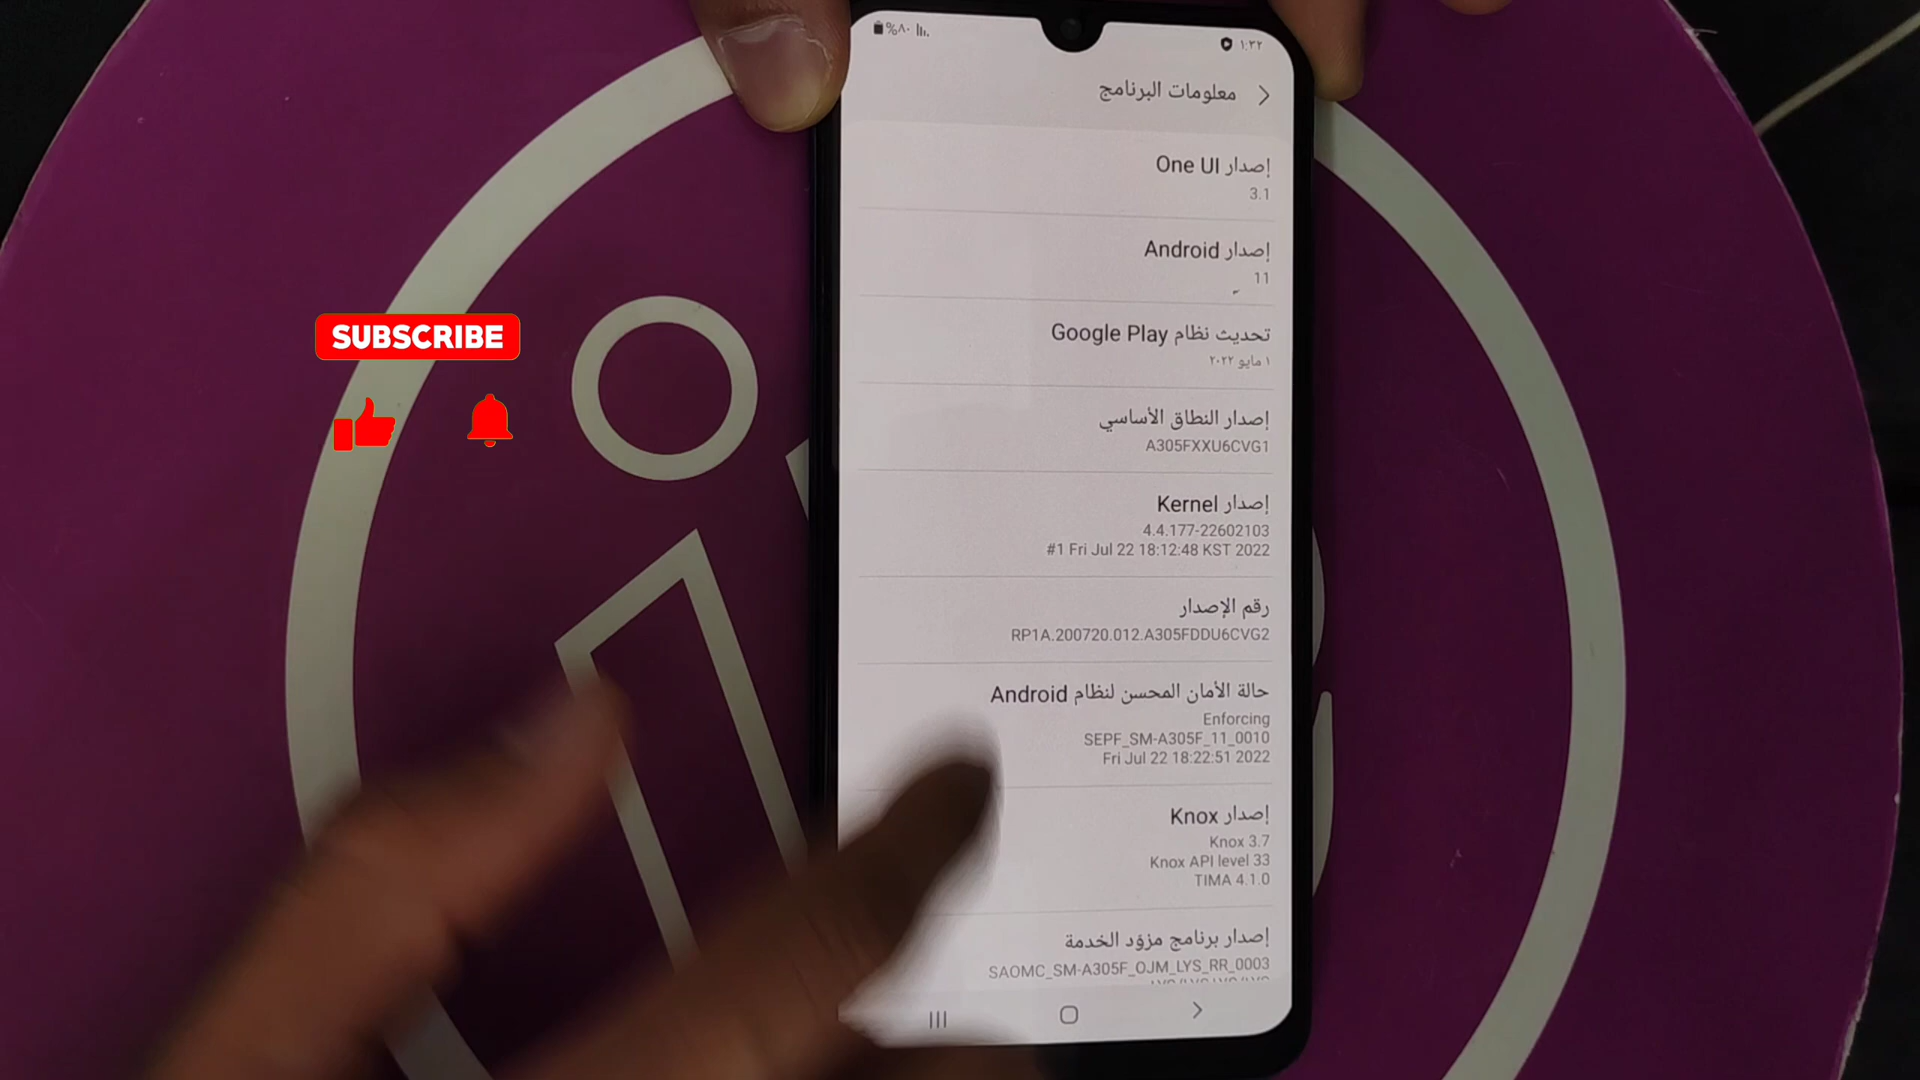 %٨٠
١:٣٢
معلومات البرنامج
إصدار One UI
3.1
إصدار Android
11
تحديث نظام Google Play
١ مايو ٢٠٢٢
إصدار النطاق الأساسي
A305FXXU6CVG1
إصدار Kernel
4.4.177-22602103
#1 Fri Jul 22 18:12:48 KST 2022
رقم الإصدار
RP1A.200720.012.A305FDDU6CVG2
حالة الأمان المحسن لنظام Android
Enforcing
SEPF_SM-A305F_11_0010
Fri Jul 22 18:22:51 2022
إصدار Knox
Knox 3.7
Knox API level 33
TIMA 4.1.0
إصدار برنامج مزوّد الخدمة
SAOMC_SM-A305F_OJM_LYS_RR_0003
SUBSCRIBE